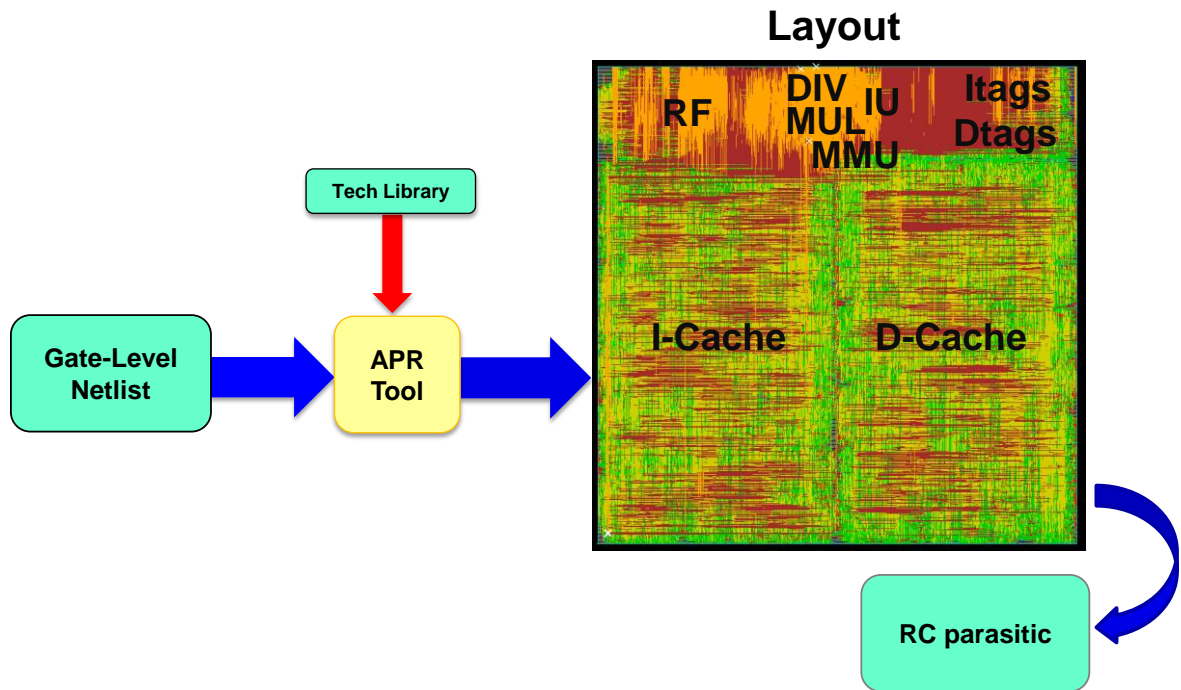 Layout
DIV
RF
IU
Itags
MUL
Dtags
MMU
Tech Library
Gate-Level
Netlist
APR
Tool
I-Cache
D-Cache
RC parasitic